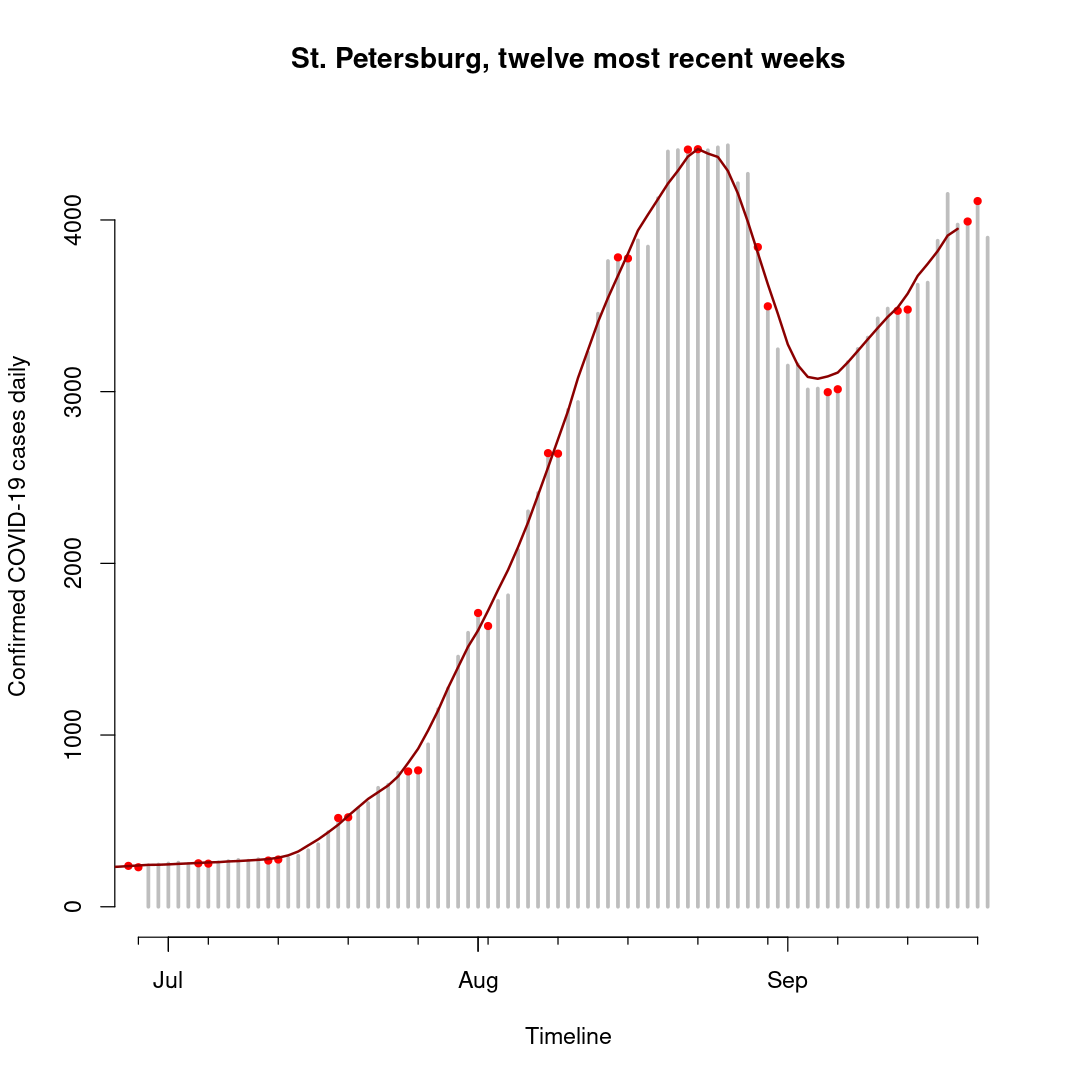 St. Petersburg, twelve most recent weeks
Confirmed COVID-19 cases daily
4000
3000
2000
1000
0
Jul Aug Sep
Timeline